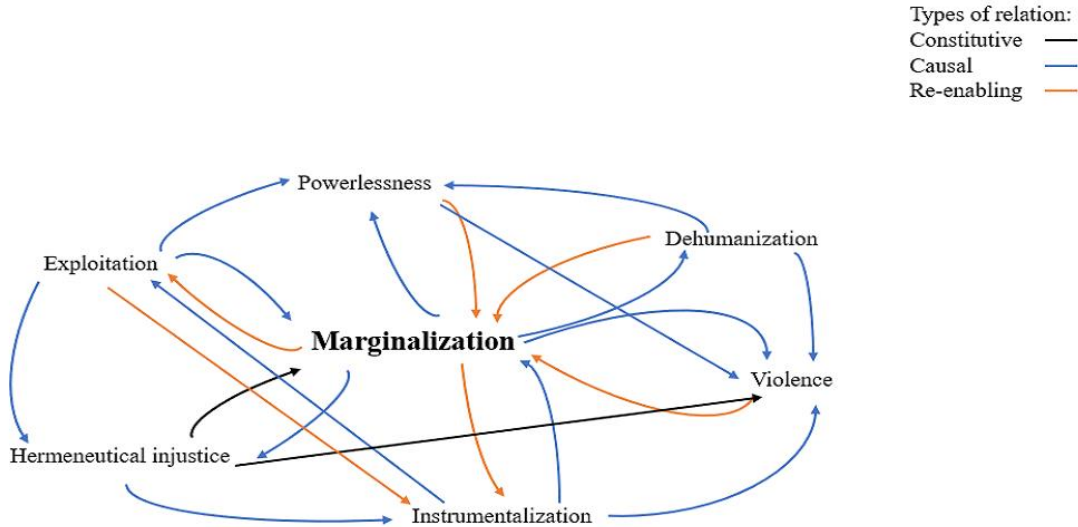 Types of relation:
Constitutive
Causal
Re-enabling
Powerlessness
Dehumanization
Exploitation
Marginalization
Violence
Hermeneutical injustice
Instrumentalization